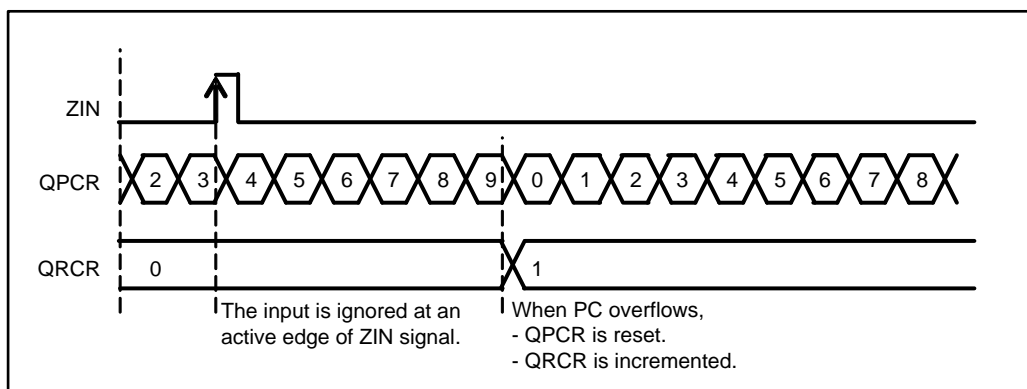 ZIN
QPCR 2 3 4 5 6 7 8 9 0 1 2 3 4 5 6 7 8
QRCR 0 1
The input is ignored at an
active edge of ZIN signal.
When PC overflows,
- QPCR is reset.
- QRCR is incremented.